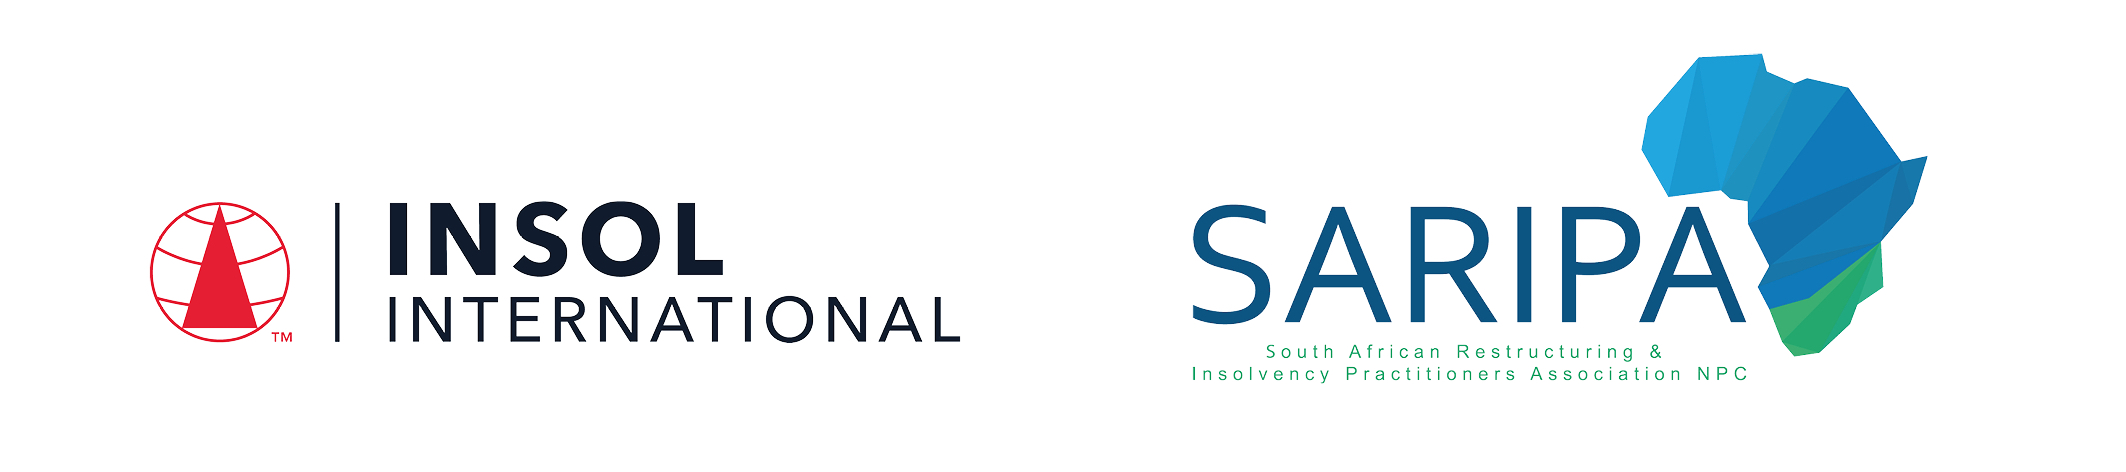 INSOL
INTERNATIONAL
TM
SARIPA
South African Restructuring &
Insolvency Practitioners Association NPC